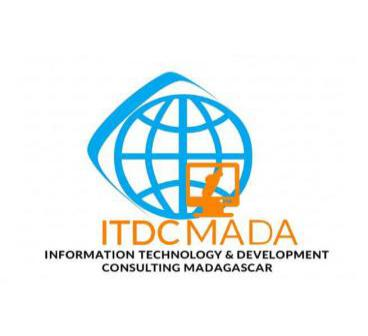 ITDC MADA
INFORMATION TECHNOLOGY & DEVELOPMENT
CONSULTING MADAGASCAR